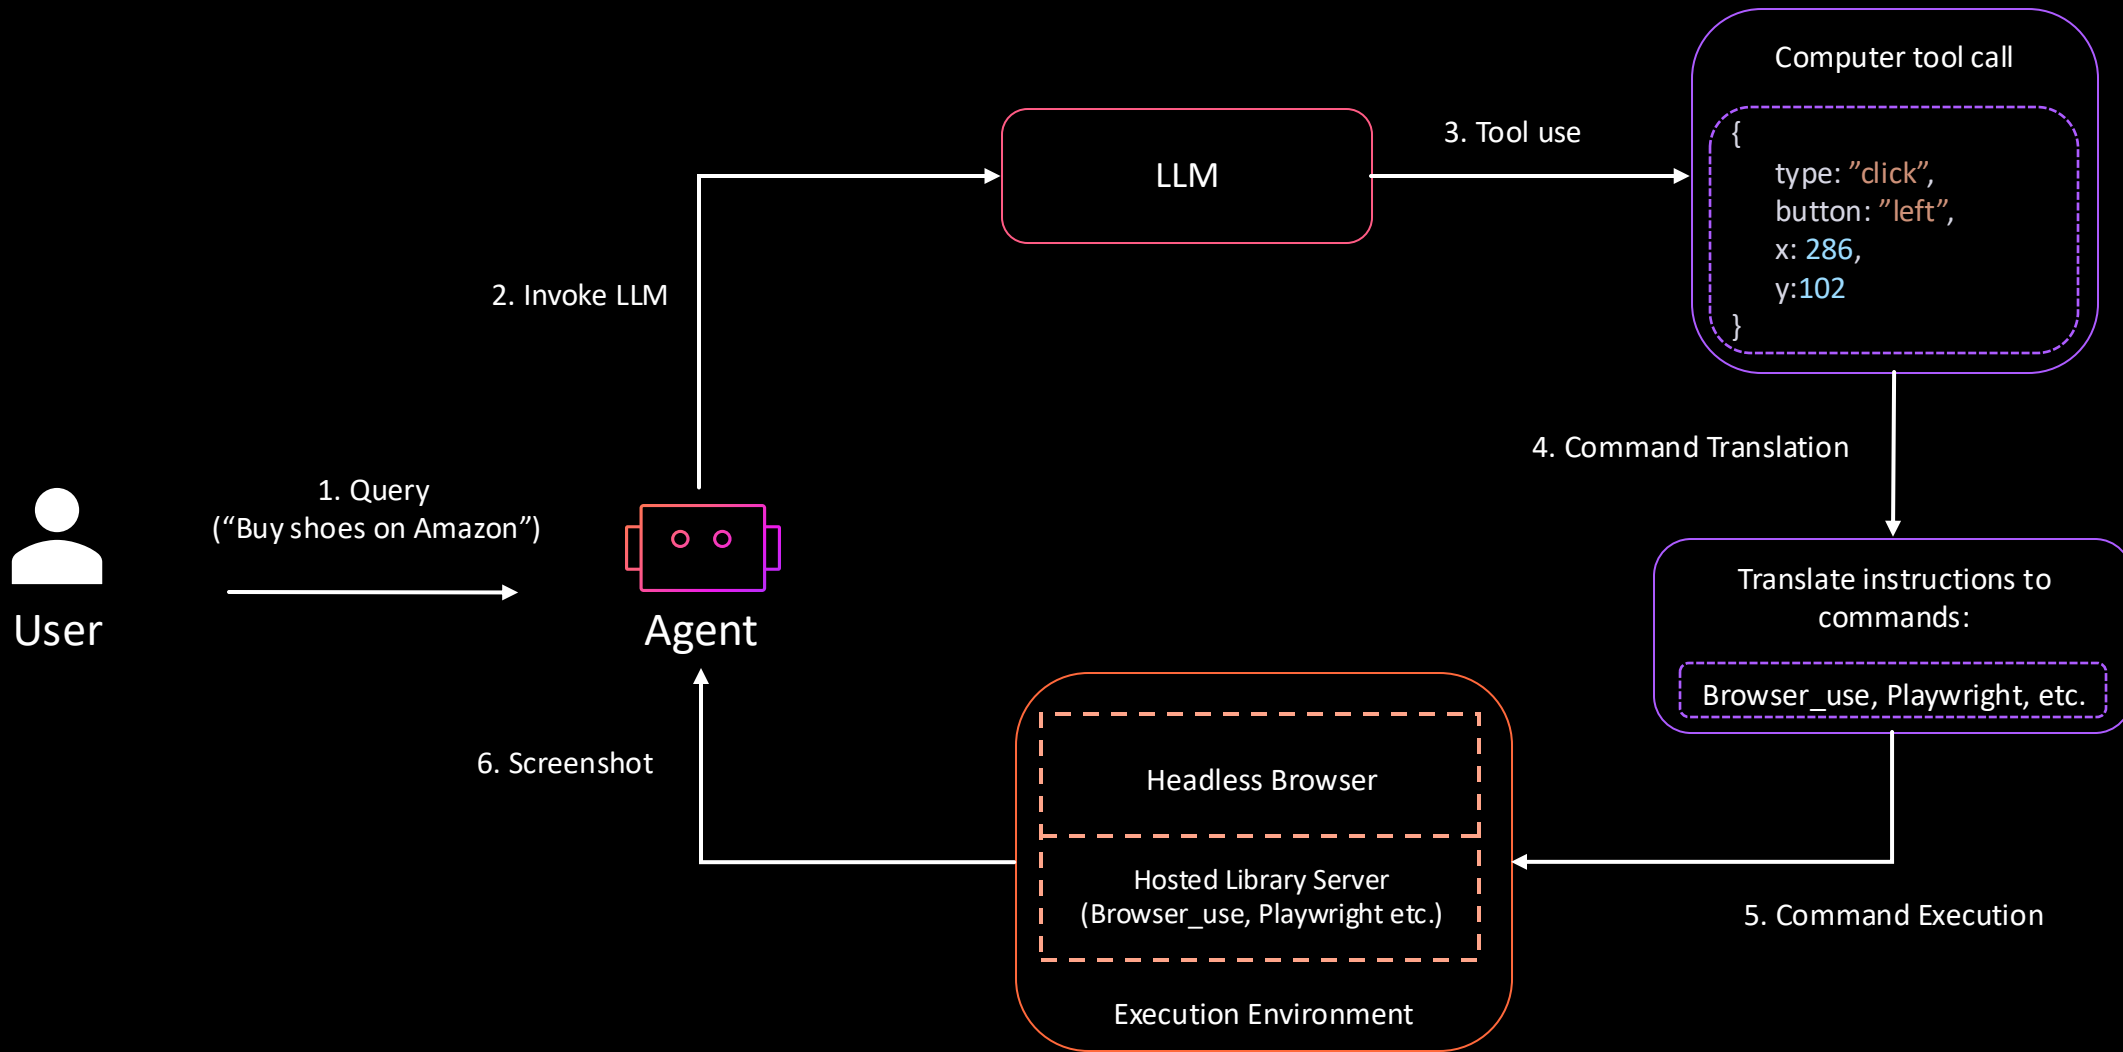 User
1. Query
(“Buy shoes on Amazon”)
Agent
2. Invoke LLM
LLM
3. Tool use
Computer tool call
{
type: ”click”,
button: ”left”,
x: 286,
y:102
}
4. Command Translation
Translate instructions to
commands:
Browser_use, Playwright, etc.
5. Command Execution
Headless Browser
Hosted Library Server
(Browser_use, Playwright etc.)
Execution Environment
6. Screenshot